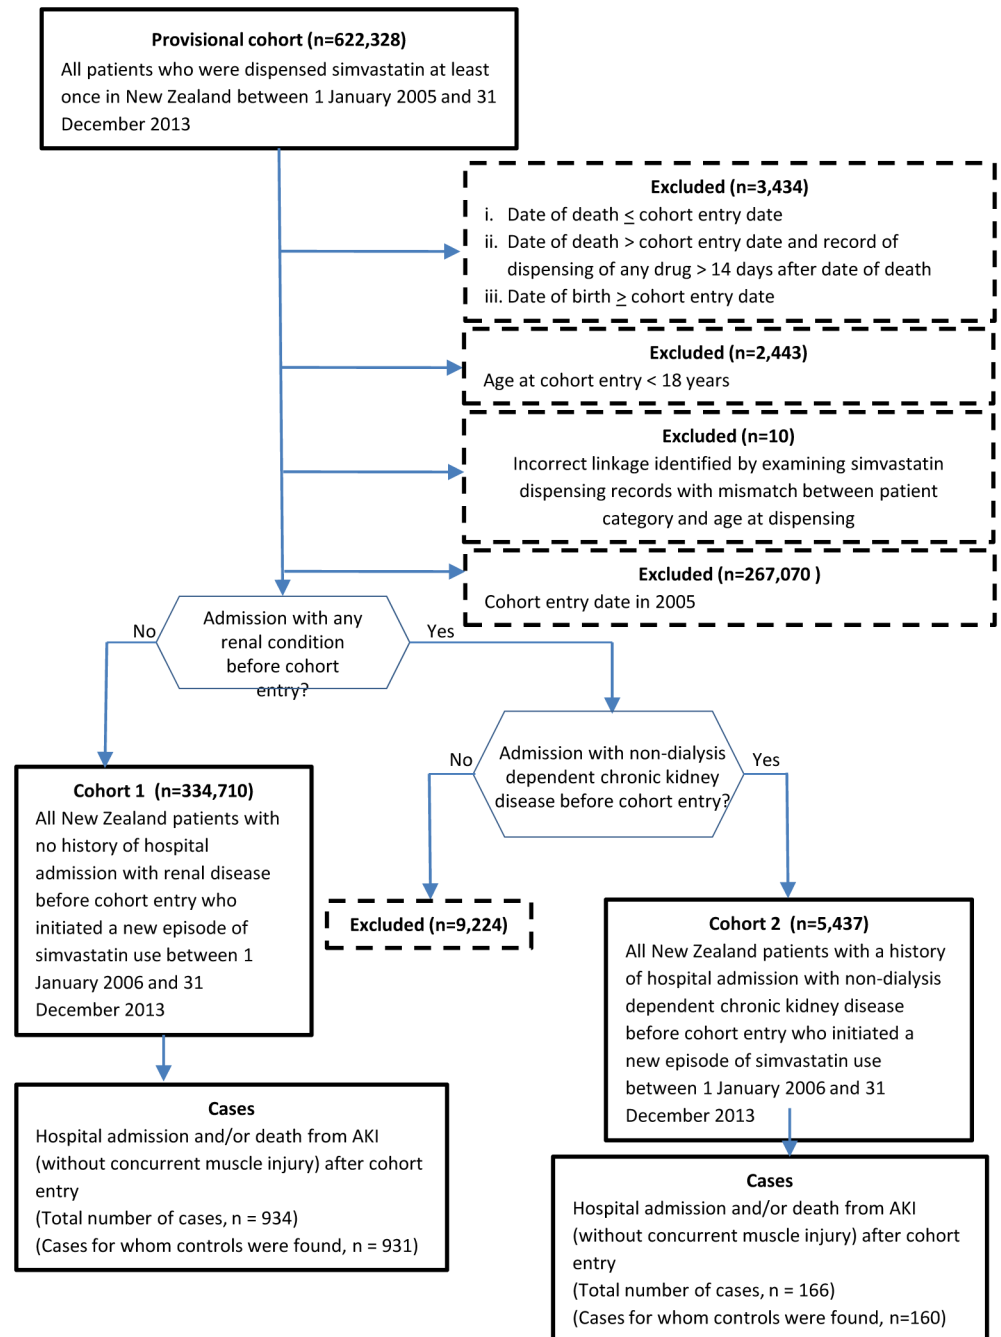 Provisional cohort (n=622,328)
All patients who were dispensed simvastatin at least
once in New Zealand between 1 January 2005 and 31
December 2013
Excluded (n=3,434)
i. Date of death ≤ cohort entry date
ii. Date of death > cohort entry date and record of
dispensing of any drug > 14 days after date of death
iii. Date of birth ≥ cohort entry date
Excluded (n=2,443)
Age at cohort entry < 18 years
Excluded (n=10)
Incorrect linkage identified by examining simvastatin
dispensing records with mismatch between patient
category and age at dispensing
Excluded (n=267,070 )
Cohort entry date in 2005
Admission with any
renal condition
before cohort
entry?
No
Yes
Admission with non-dialysis
dependent chronic kidney
disease before cohort entry?
No
Yes
Cohort 1 (n=334,710)
All New Zealand patients with
no history of hospital
admission with renal disease
before cohort entry who
initiated a new episode of
simvastatin use between 1
January 2006 and 31
December 2013
Excluded (n=9,224)
Cohort 2 (n=5,437)
All New Zealand patients with a history
of hospital admission with non-dialysis
dependent chronic kidney disease
before cohort entry who initiated a
new episode of simvastatin use
between 1 January 2006 and 31
December 2013
Cases
Hospital admission and/or death from AKI
(without concurrent muscle injury) after cohort
entry
(Total number of cases, n = 934)
(Cases for whom controls were found, n = 931)
Cases
Hospital admission and/or death from AKI
(without concurrent muscle injury) after cohort
entry
(Total number of cases, n = 166)
(Cases for whom controls were found, n=160)